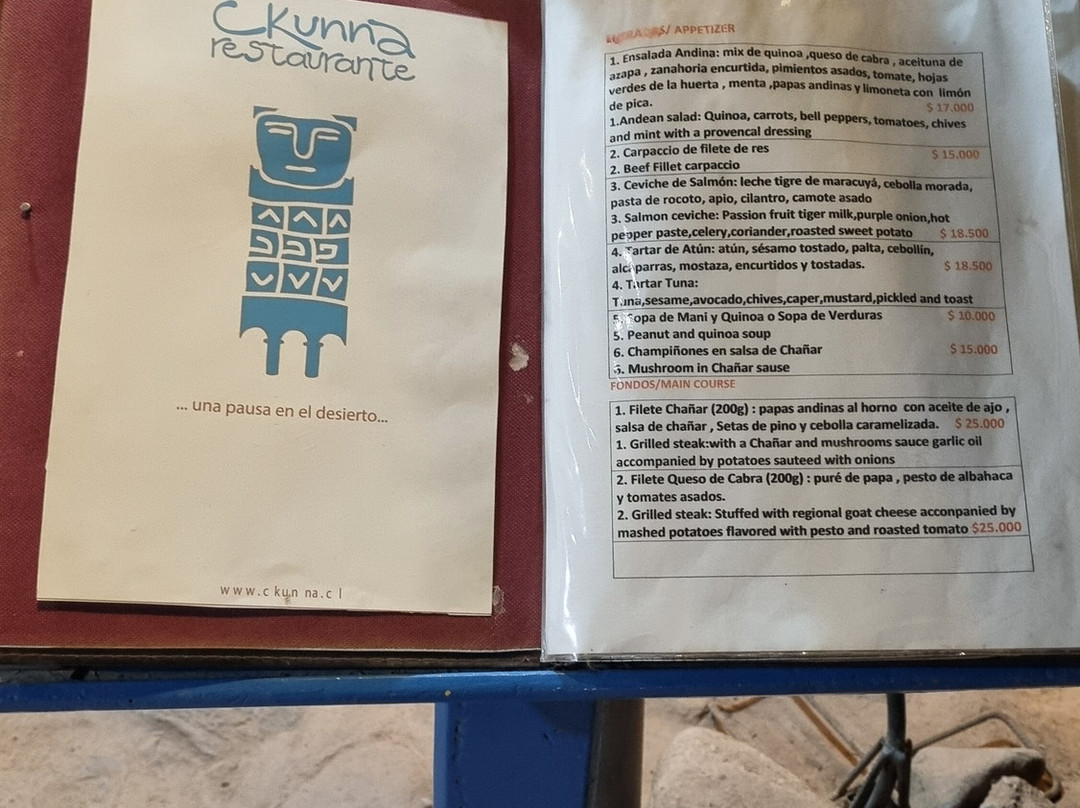 Ckunna
restaurante
... una pausa en el desierto...
www.ckunna.cl
/ APPETIZER
1. Ensalada Andina: mix de quinoa ,queso de cabra , aceituna de
azapa , zanahoria encurtida, pimientos asados, tomate, hojas
verdes de la huerta , menta ,papas andinas y limoneta con limón
de pica. $ 17.000
1.Andean salad: Quinoa, carrots, bell peppers, tomatoes, chives
and mint with a provencal dressing
2. Carpaccio de filete de res $ 15.000
2. Beef Fillet carpaccio
3. Ceviche de Salmón: leche tigre de maracuyá, cebolla morada,
pasta de rocoto, apio, cilantro, camote asado
3. Salmon ceviche: Passion fruit tiger milk,purple onion,hot
pepper paste,celery,coriander,roasted sweet potato $ 18.500
4. Tartar de Atún: atún, sésamo tostado, palta, cebollín,
alcaparras, mostaza, encurtidos y tostadas. $ 18.500
4. Tartar Tuna:
Tuna,sesame,avocado,chives,caper,mustard,pickled and toast
5. Sopa de Mani y Quinoa o Sopa de Verduras $ 10.000
5. Peanut and quinoa soup
6. Champiñones en salsa de Chañar $ 15.000
6. Mushroom in Chañar sause
FONDOS/MAIN COURSE
1. Filete Chañar (200g) : papas andinas al horno con aceite de ajo ,
salsa de chañar , Setas de pino y cebolla caramelizada. $ 25.000
1. Grilled steak:with a Chañar and mushrooms sauce garlic oil
accompanied by potatoes sauteed with onions
2. Filete Queso de Cabra (200g) : puré de papa , pesto de albahaca
y tomates asados.
2. Grilled steak: Stuffed with regional goat cheese acconpanied by
mashed potatoes flavored with pesto and roasted tomato $25.000